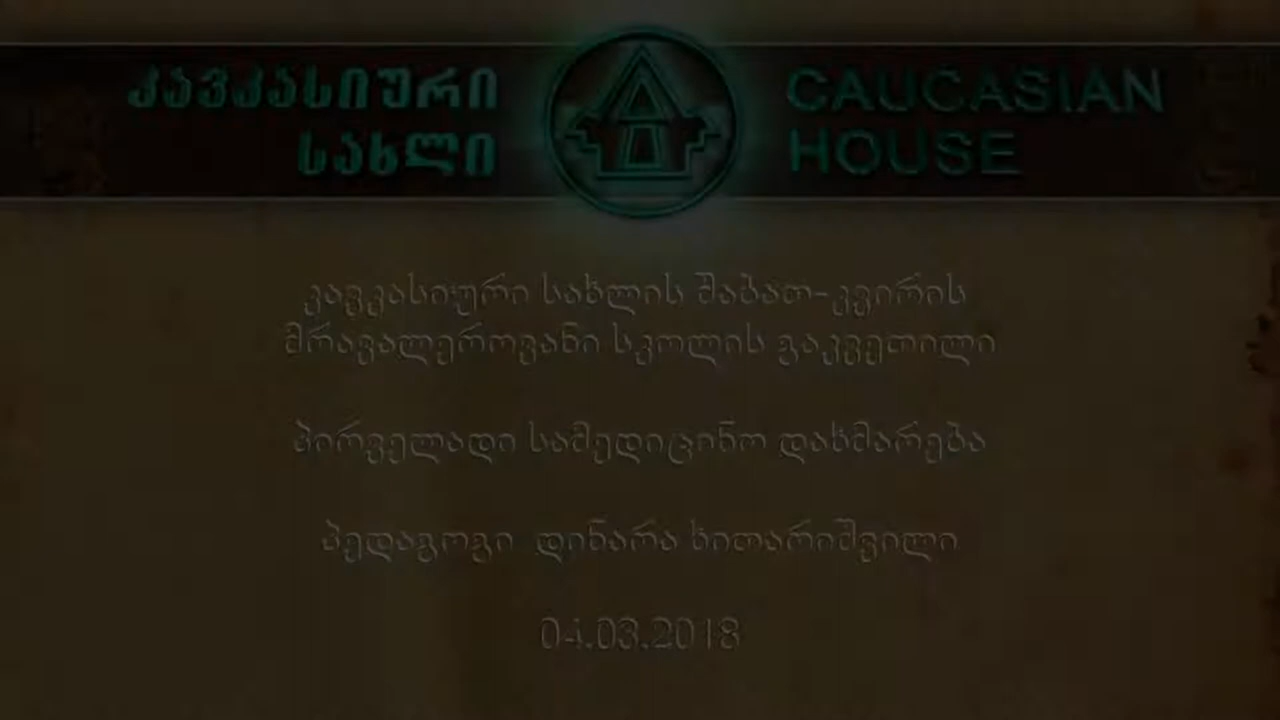 კავკასიური
სახლი
CAUCASIAN
HOUSE
კავკასიური სახლის შაბათ-კვირის
მრავალეროვანი სკოლის გაკვეთილი
პირველადი სამედიცინო დახმარება
პედაგოგი დინარა ხითარიშვილი
04.03.2018